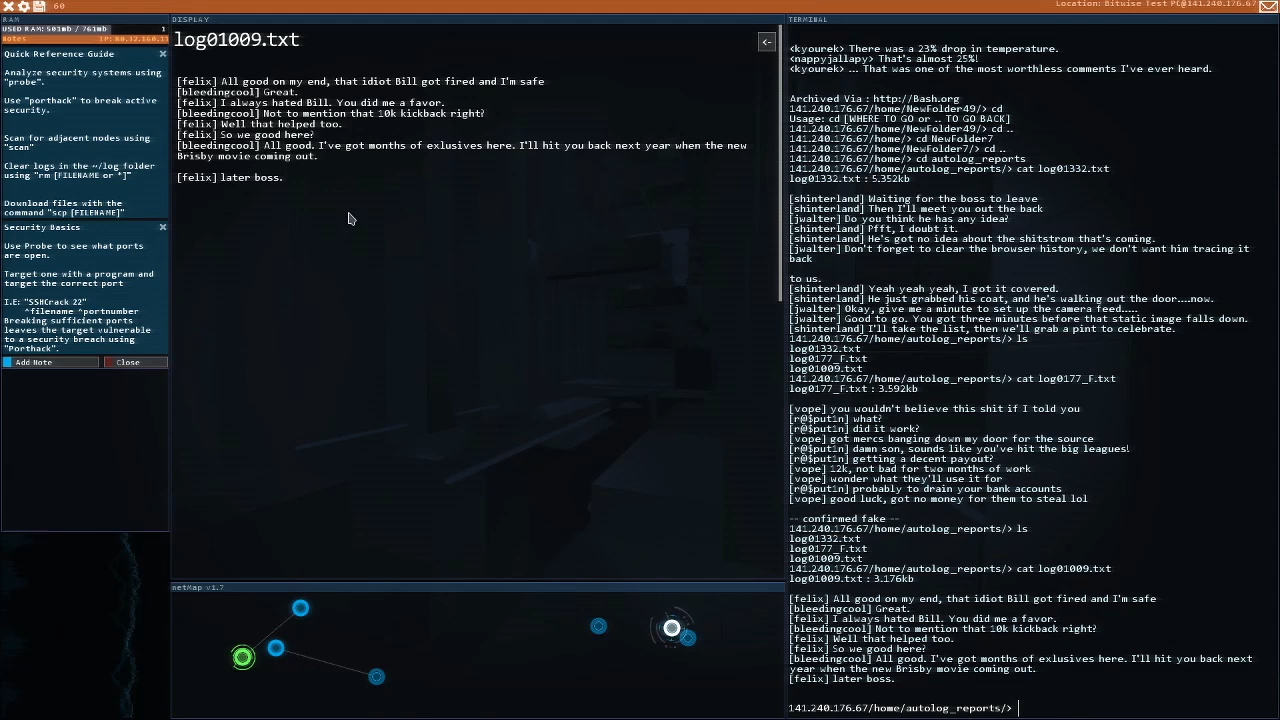 60
Location: Bitwise Test PC@141.240.176.67
RAM
USED RAM: 501mb / 761mb
1
notes
Quick Reference Guide
Analyze security systems using
"probe".
Use "porthack" to break active
security.
Scan for adjacent nodes using
"scan"
Clear logs in the ~/log folder
using "rm [FILENAME or *]"
Download files with the
command "scp [FILENAME]"
Security Basics
Use Probe to see what ports
are open.
Target one with a program and
target the correct port
I.E: "SSHCrack 22"
^filename ^portnumber
Breaking sufficient ports
leaves the target vulnerable
to a security breach using
"Porthack".
Add Note
Close
DISPLAY
log01009.txt
<-
[felix] All good on my end, that idiot Bill got fired and I'm safe
[bleedingcool] Great.
[felix] I always hated Bill. You did me a favor.
[bleedingcool] Not to mention that 10k kickback right?
[felix] Well that helped too.
[felix] So we good here?
[bleedingcool] All good. I've got months of exlusives here. I'll hit you back next year when the new
Brisby movie coming out.
[felix] later boss.
netMap v1.7
TERMINAL
<kyourek> There was a 23% drop in temperature.
<nappyjallapy> That's almost 25%!
<kyourek> ... That was one of the most worthless comments I've ever heard.
Archived Via : http://Bash.org
141.240.176.67/home/NewFolder49/> cd
Usage: cd [WHERE TO GO or .. TO GO BACK]
141.240.176.67/home/NewFolder49/> cd ..
141.240.176.67/home/> cd NewFolder7
141.240.176.67/home/NewFolder7/> cd ..
141.240.176.67/home/> cd autolog_reports
141.240.176.67/home/autolog_reports/> cat log01332.txt
log01332.txt : 5.352kb
[shinterland] Waiting for the boss to leave
[shinterland] Then I'll meet you out the back
[jwalter] Do you think he has any idea?
[shinterland] Pfft, I doubt it.
[shinterland] He's got no idea about the shitstrom that's coming.
[jwalter] Don't forget to clear the browser history, we don't want him tracing it
back
to us.
[shinterland] Yeah yeah yeah, I got it covered.
[shinterland] He just grabbed his coat, and he's walking out the door....now.
[jwalter] Okay, give me a minute to set up the camera feed.....
[jwalter] Good to go. You got three minutes before that static image falls down.
[shinterland] I'll take the list, then we'll grab a pint to celebrate.
141.240.176.67/home/autolog_reports/> ls
log01332.txt
log0177_F.txt
log01009.txt
141.240.176.67/home/autolog_reports/> cat log0177_F.txt
log0177_F.txt : 3.592kb
[vope] you wouldn't believe this shit if I told you
[r@$put1n] what?
[r@$put1n] did it work?
[vope] got mercs banging down my door for the source
[r@$put1n] damn son, sounds like you've hit the big leagues!
[r@$put1n] getting a decent payout?
[vope] 12k, not bad for two months of work
[vope] wonder what they'll use it for
[r@$put1n] probably to drain your bank accounts
[vope] good luck, got no money for them to steal lol
-- confirmed fake --
141.240.176.67/home/autolog_reports/> ls
log01332.txt
log0177_F.txt
log01009.txt
141.240.176.67/home/autolog_reports/> cat log01009.txt
log01009.txt : 3.176kb
[felix] All good on my end, that idiot Bill got fired and I'm safe
[bleedingcool] Great.
[felix] I always hated Bill. You did me a favor.
[bleedingcool] Not to mention that 10k kickback right?
[felix] Well that helped too.
[felix] So we good here?
[bleedingcool] All good. I've got months of exlusives here. I'll hit you back next
year when the new Brisby movie coming out.
[felix] later boss.
141.240.176.67/home/autolog_reports/>